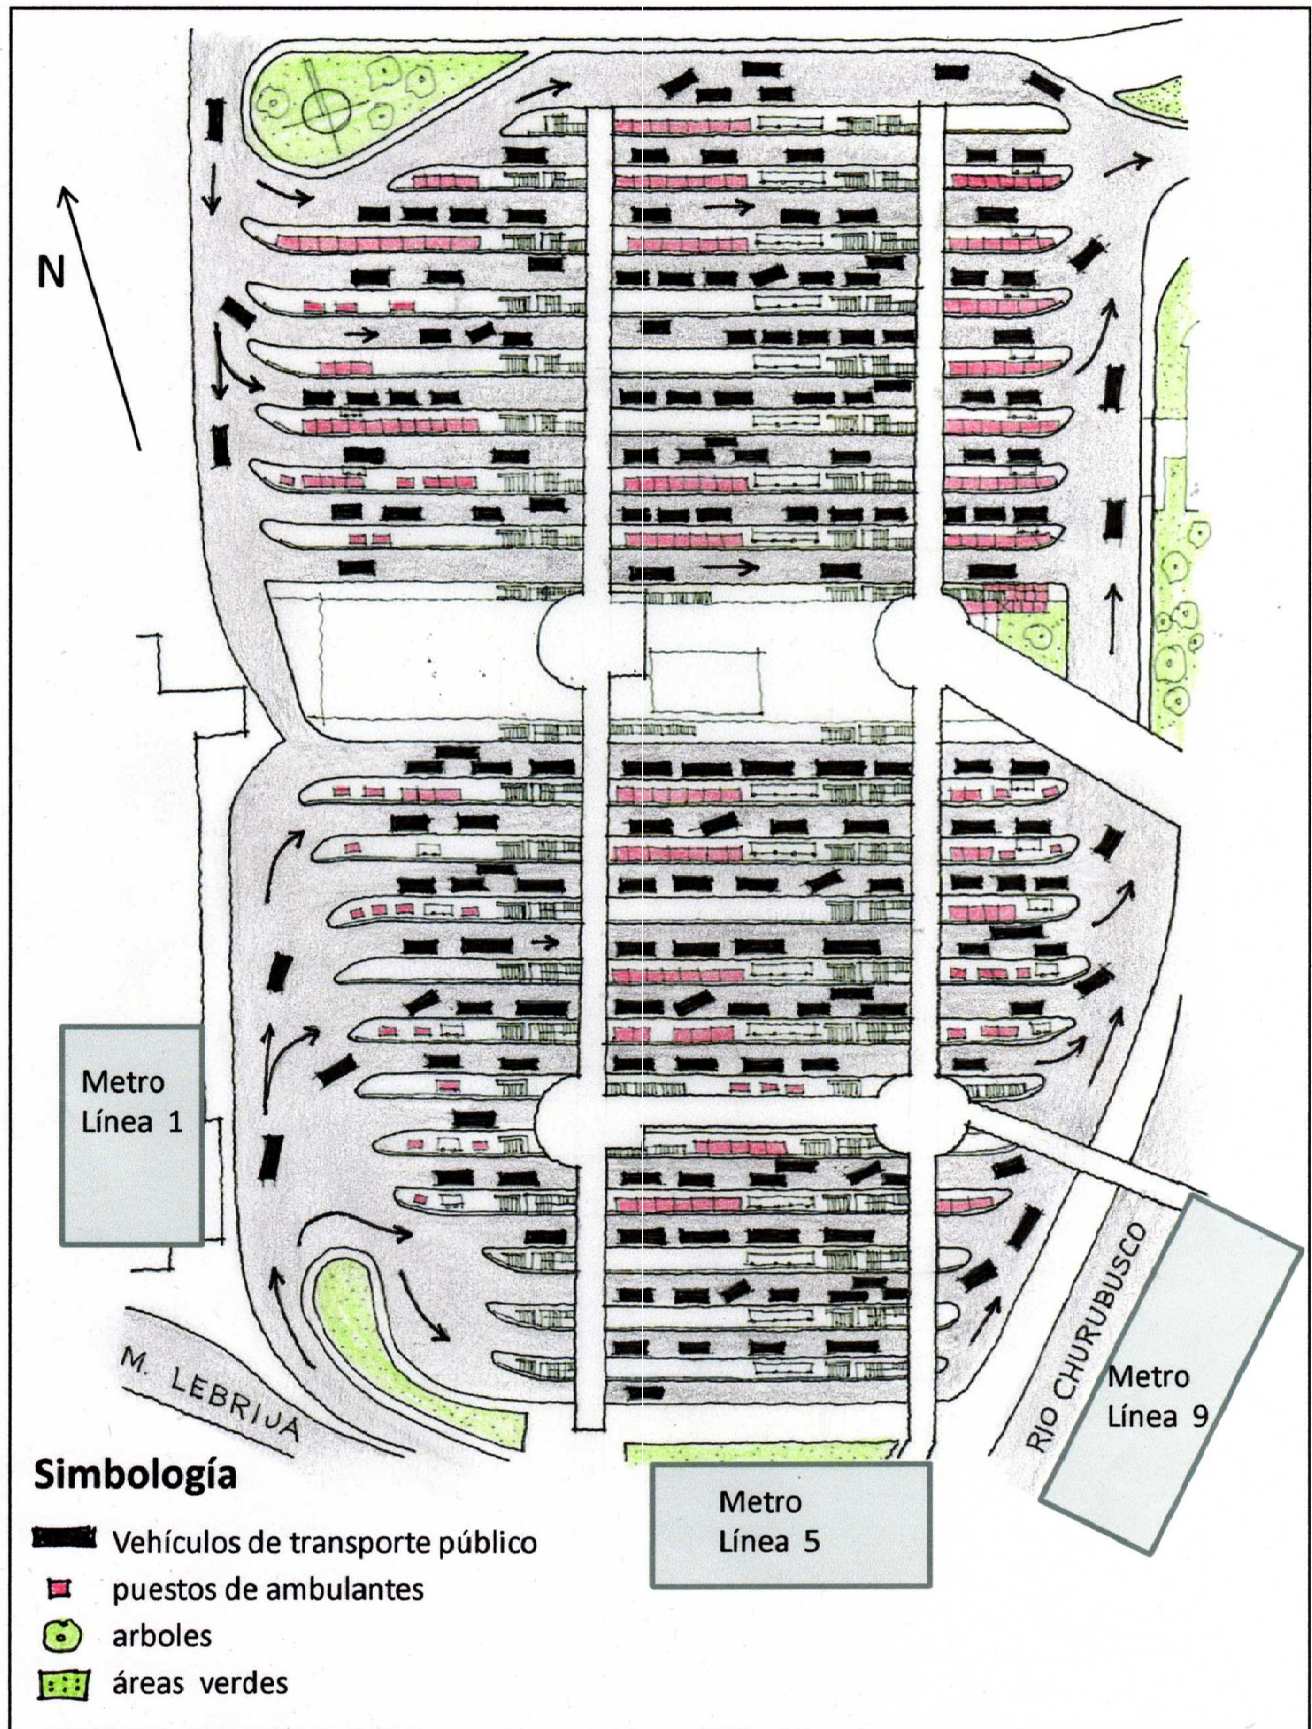 N
Metro
Línea 1
M. LEBRIJA
RIO CHURUBUSCO
Metro
Línea 9
Metro
Línea 5
Simbología
Vehículos de transporte público
puestos de ambulantes
arboles
áreas verdes